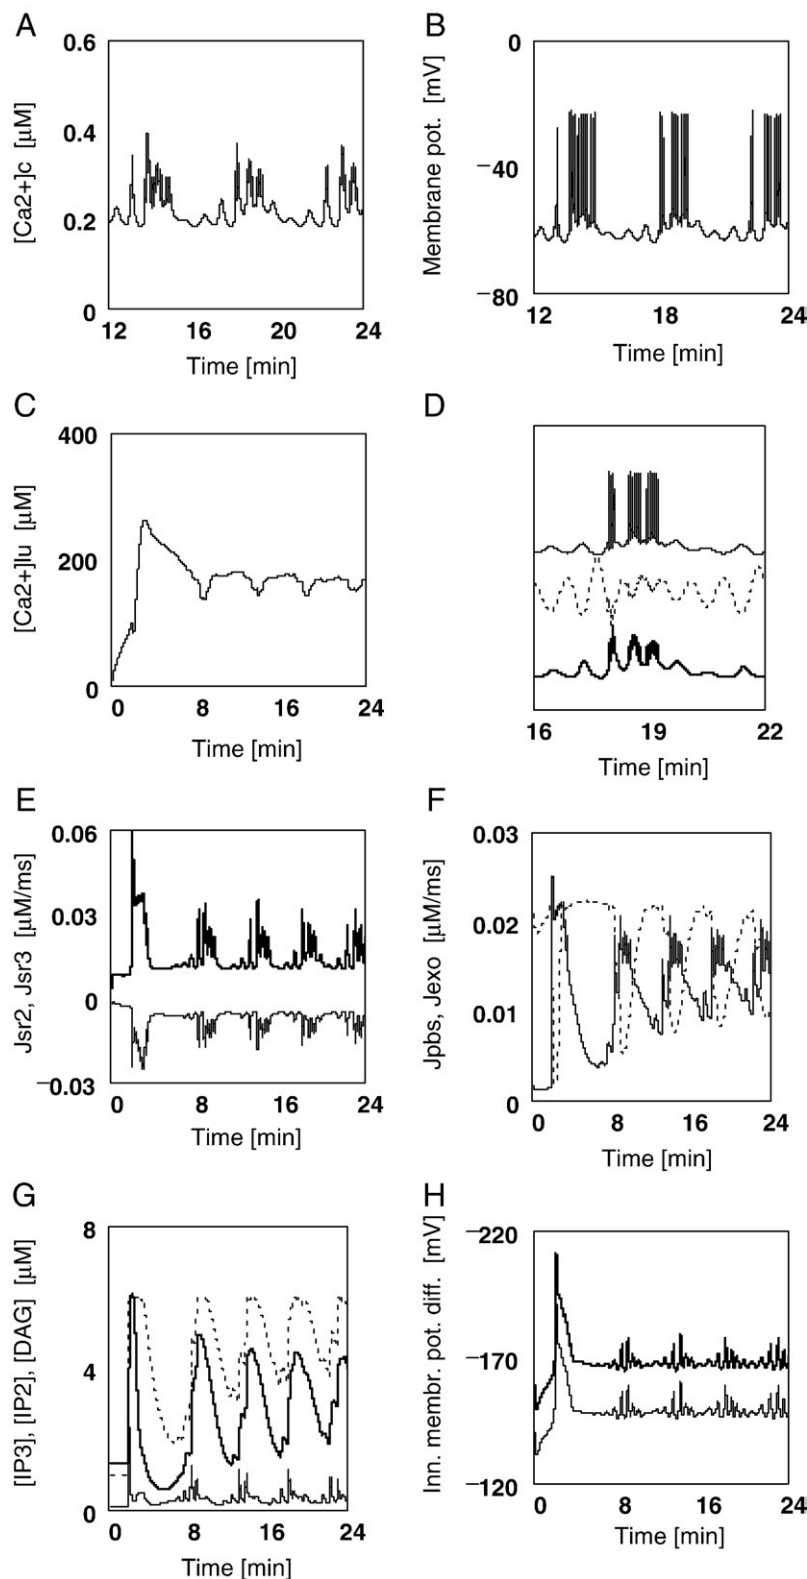 A
0.6
0.4
0.2
0
[Ca2+]c [µM]
12 16 20 24
Time [min]
B
0
−40
−80
Membrane pot. [mV]
12 18 24
Time [min]
C
400
200
0
[Ca2+]lu [µM]
0 8 16 24
Time [min]
D
16 19 22
Time [min]
E
0.06
0.03
0
−0.03
Jsr2, Jsr3 [µM/ms]
0 8 16 24
Time [min]
F
0.03
0.02
0.01
0
Jpbs, Jexo [µM/ms]
0 8 16 24
Time [min]
G
8
4
0
[IP3], [IP2], [DAG] [µM]
0 8 16 24
Time [min]
H
−220
−170
−120
Inn. membr. pot. diff. [mV]
0 8 16 24
Time [min]